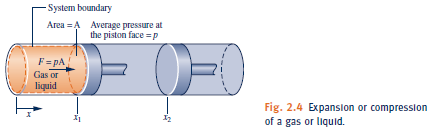 System boundary
Area = A Average pressure at
the piston face = p
F = pA
Gas or
liquid
x
x1
x2
Fig. 2.4 Expansion or compression
of a gas or liquid.